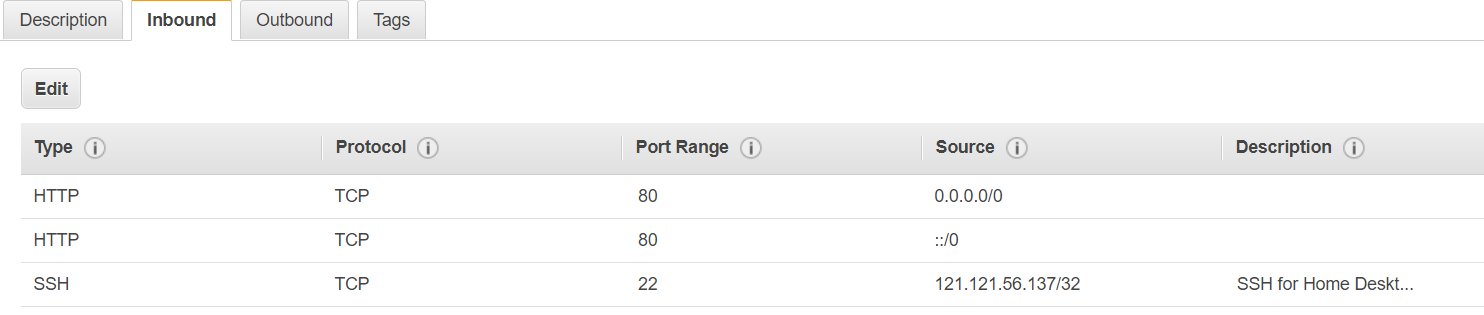 Description Inbound Outbound Tags
Edit
Type Protocol Port Range Source Description
HTTP TCP 80 0.0.0.0/0
HTTP TCP 80 ::/0
SSH TCP 22 121.121.56.137/32 SSH for Home Deskt...